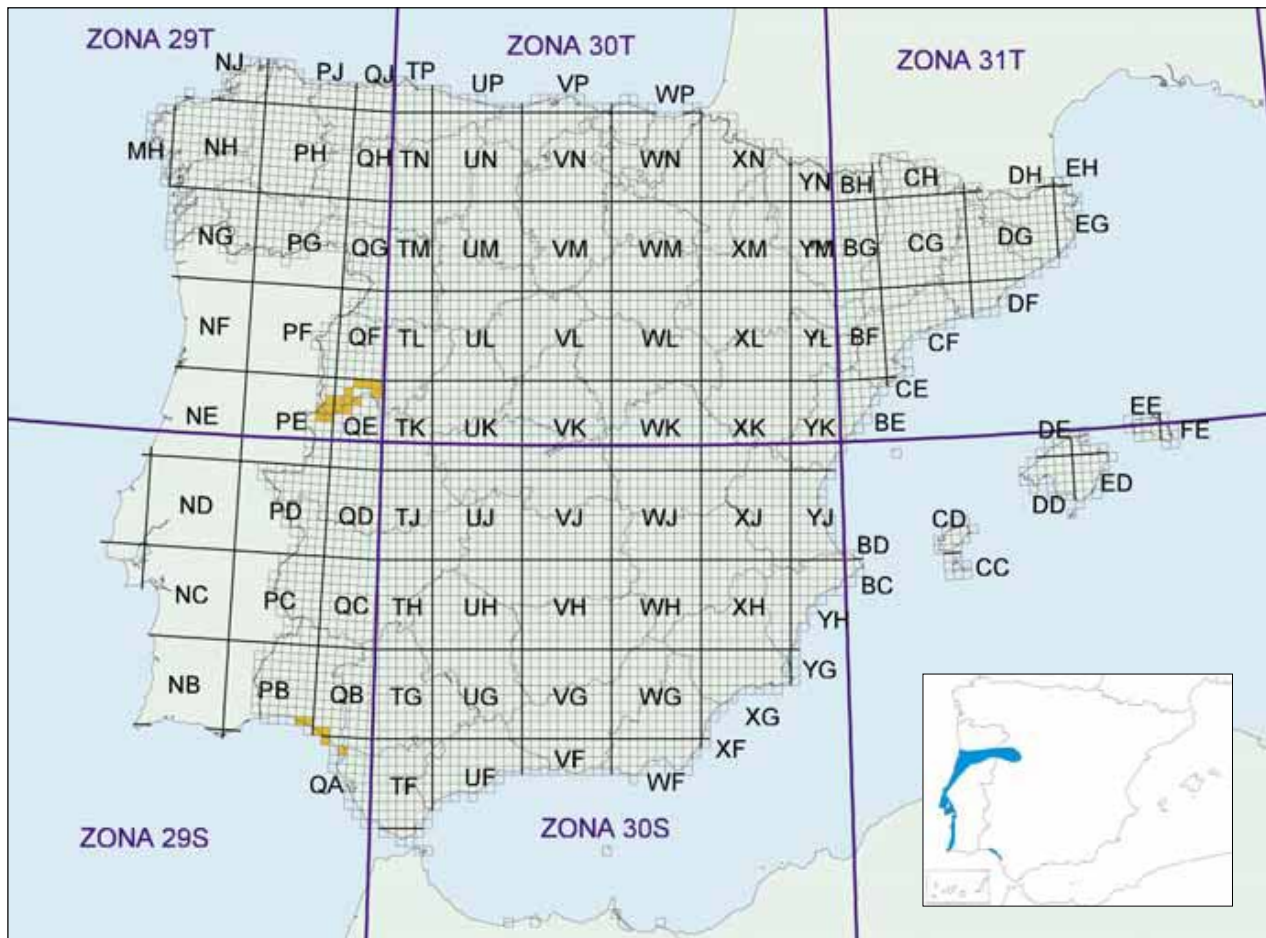 ZONA 29T
ZONA 30T
ZONA 31T
NJ
PJ
QJ
TP
UP
VP
WP
MH
NH
PH
QH
TN
UN
VN
WN
XN
YN
BH
CH
DH
EH
NG
PG
QG
TM
UM
VM
WM
XM
YM
BG
CG
DG
EG
NF
PF
QF
TL
UL
VL
WL
XL
YL
BF
CF
DF
NE
PE
QE
TK
UK
VK
WK
XK
YK
BE
CE
DE
EE
FE
ND
PD
QD
TJ
UJ
VJ
WJ
XJ
YJ
BD
CD
DD
ED
NC
PC
QC
TH
UH
VH
WH
XH
YH
BC
CC
NB
PB
QB
TG
UG
VG
WG
XG
YG
QA
TF
UF
VF
WF
XF
ZONA 29S
ZONA 30S